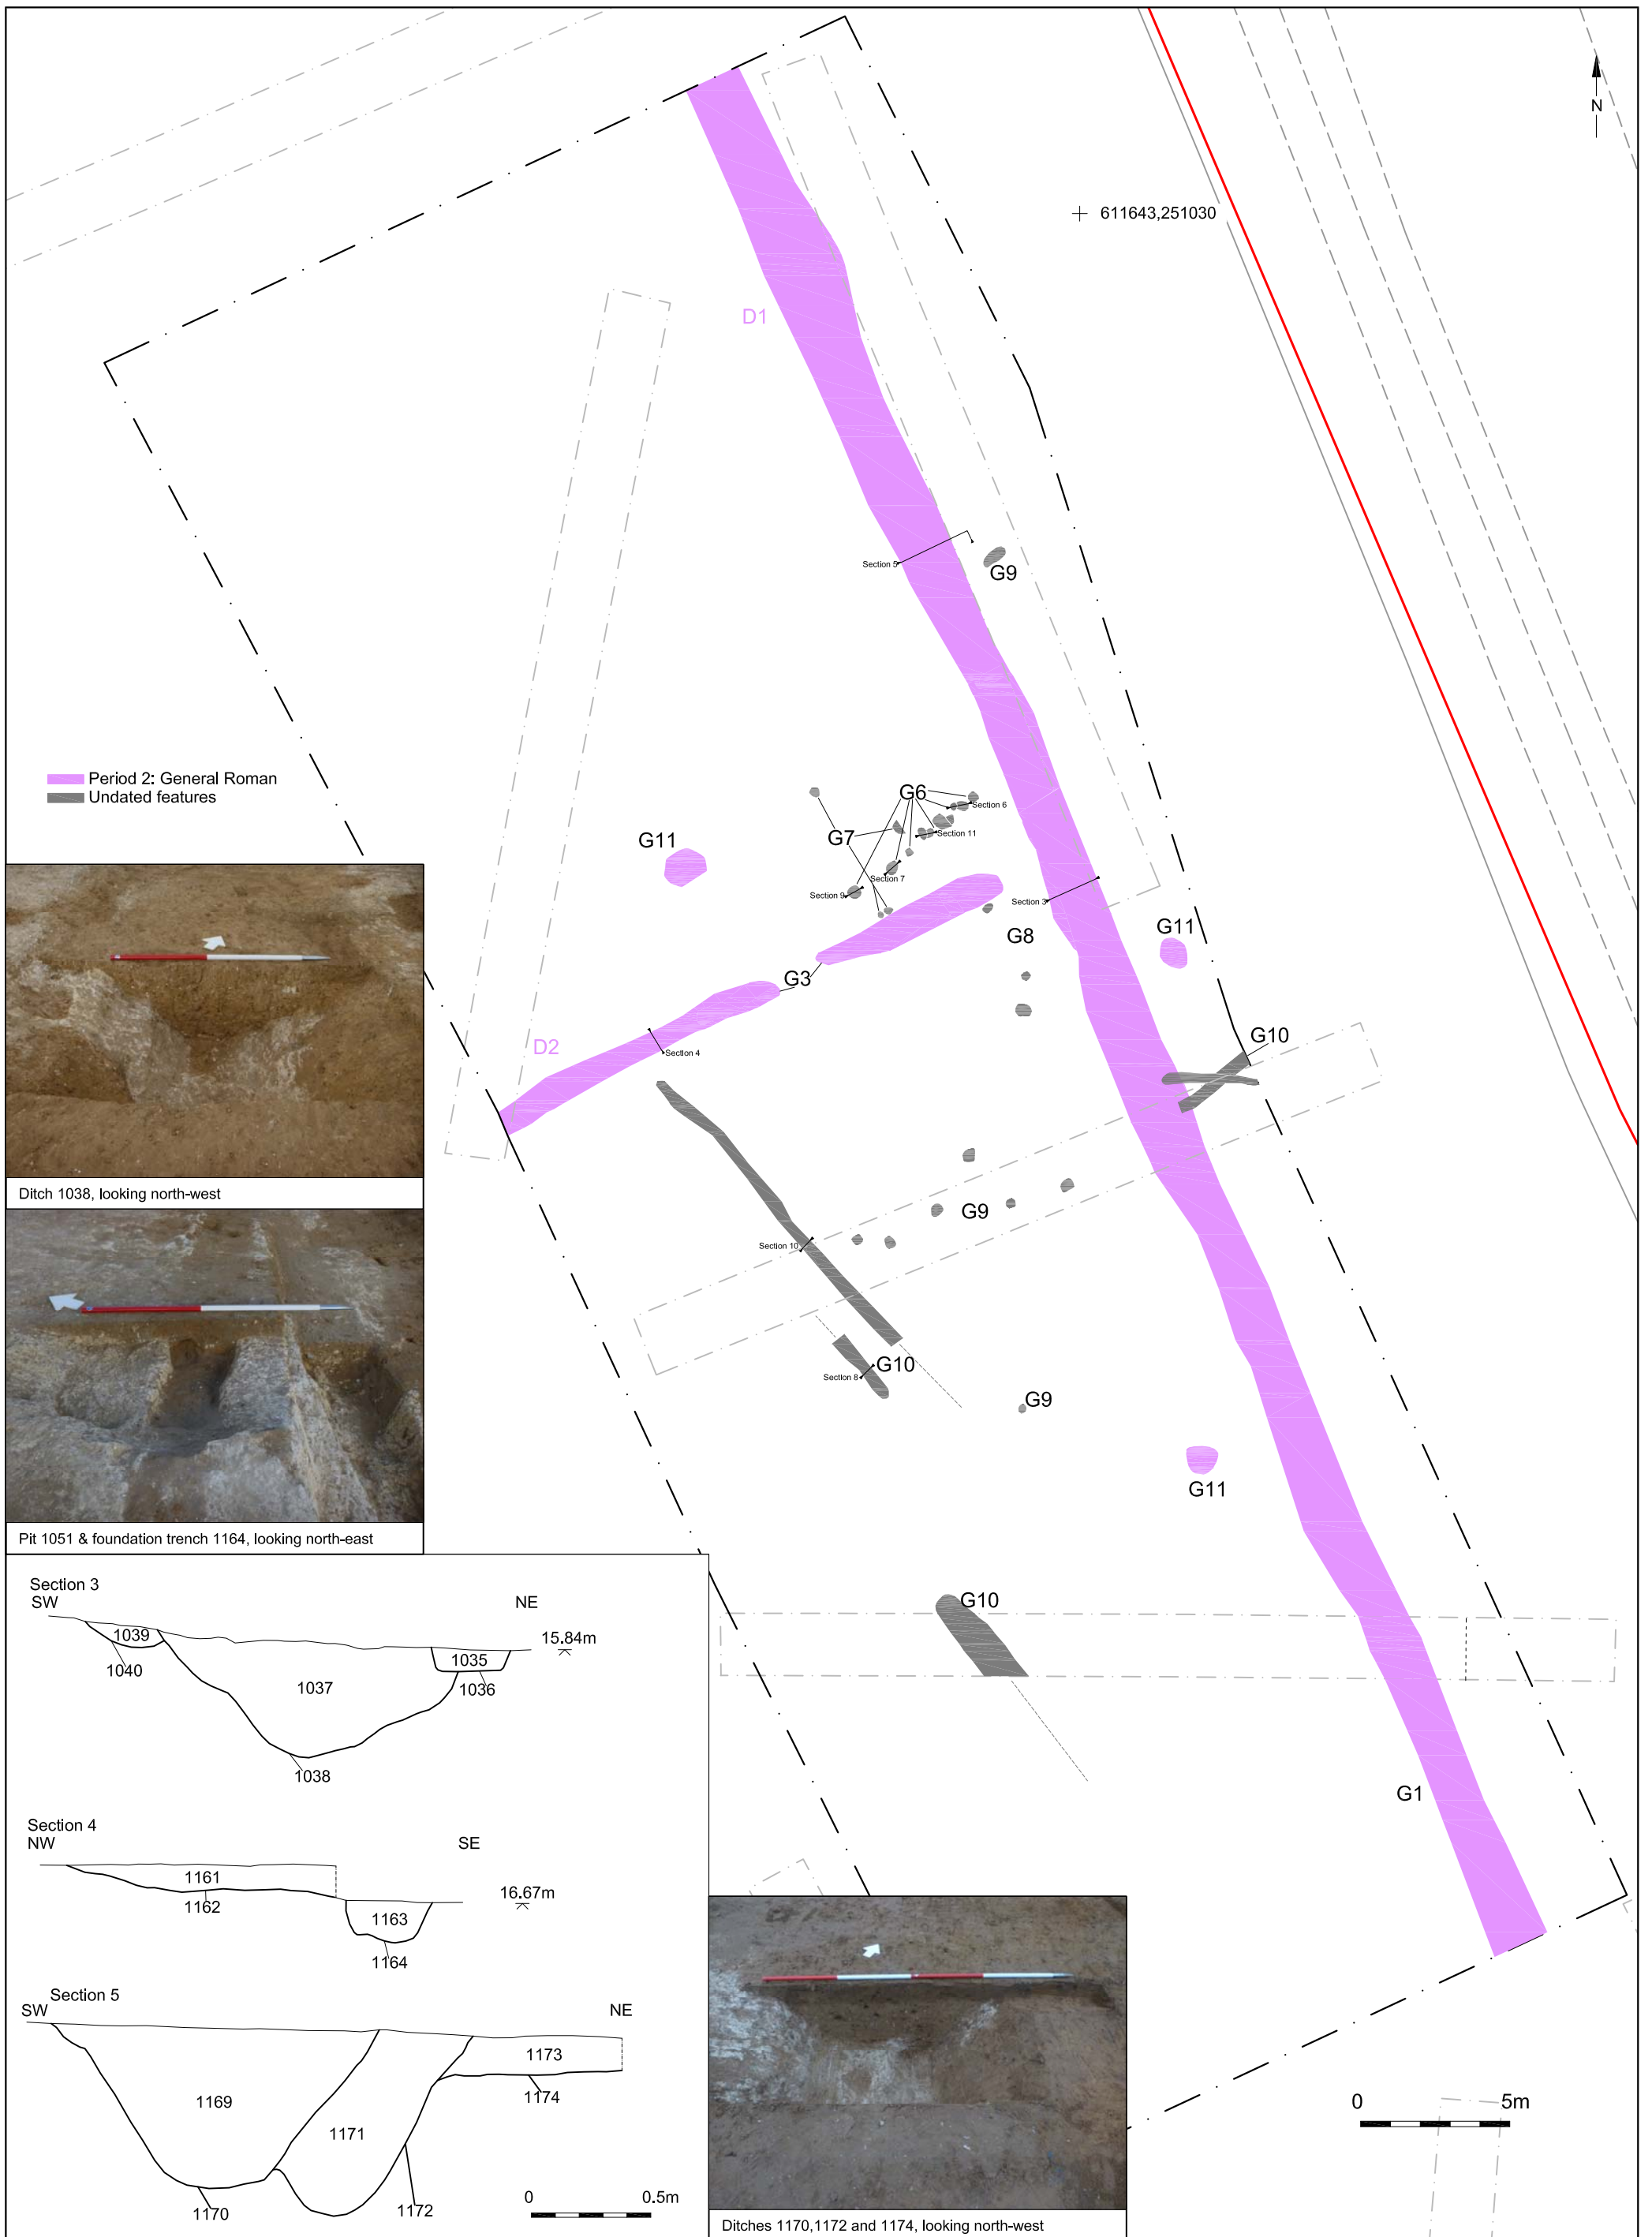 N
611643,251030
D1
Section 5
G9
Period 2: General Roman
Undated features
G6
Section 6
G7
Section 11
G11
Section 7
Section 9
Section 3
G8
G11
G3
D2
Section 4
G10
G9
Section 10
G10
Section 8
G9
G11
G10
G1
Ditch 1038, looking north-west
Pit 1051 & foundation trench 1164, looking north-east
Section 3
SW
NE
1039
15.84m
1040
1035
1036
1037
1038
Section 4
NW
SE
1161
1162
16.67m
1163
1164
Section 5
SW
NE
1173
1174
1169
1171
1170
1172
0 0.5m
0 5m
Ditches 1170,1172 and 1174, looking north-west